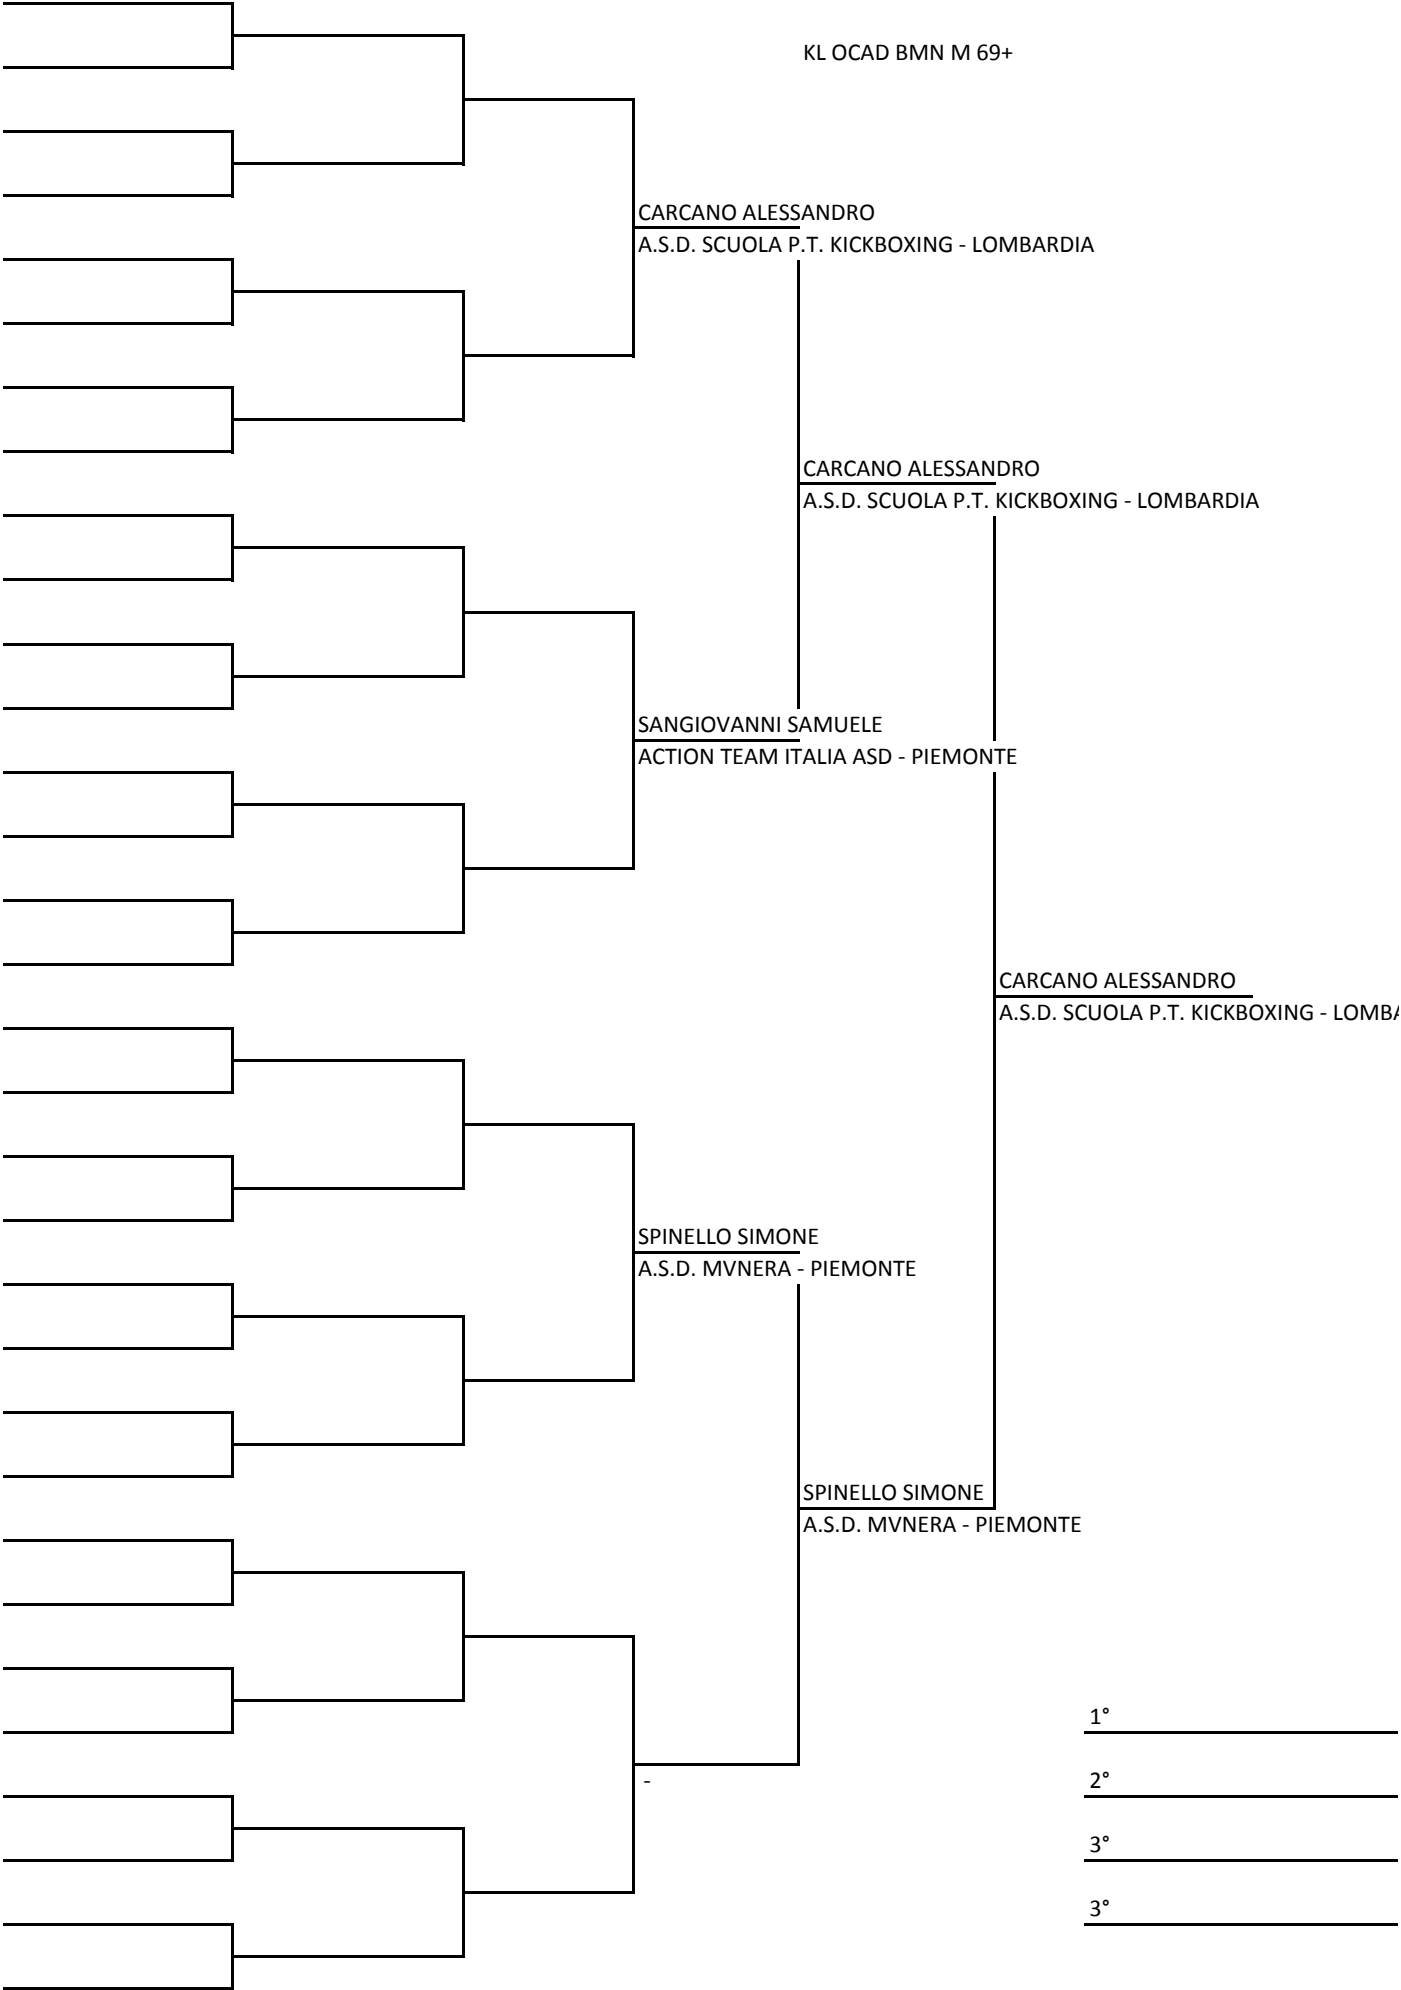 KL OCAD BMN M 69+
CARCANO ALESSANDRO
A.S.D. SCUOLA P.T. KICKBOXING - LOMBARDIA
CARCANO ALESSANDRO
A.S.D. SCUOLA P.T. KICKBOXING - LOMBARDIA
SANGIOVANNI SAMUELE
ACTION TEAM ITALIA ASD - PIEMONTE
CARCANO ALESSANDRO
A.S.D. SCUOLA P.T. KICKBOXING - LOMBA
SPINELLO SIMONE
A.S.D. MVNERA - PIEMONTE
SPINELLO SIMONE
A.S.D. MVNERA - PIEMONTE
1°
-
2°
3°
3°